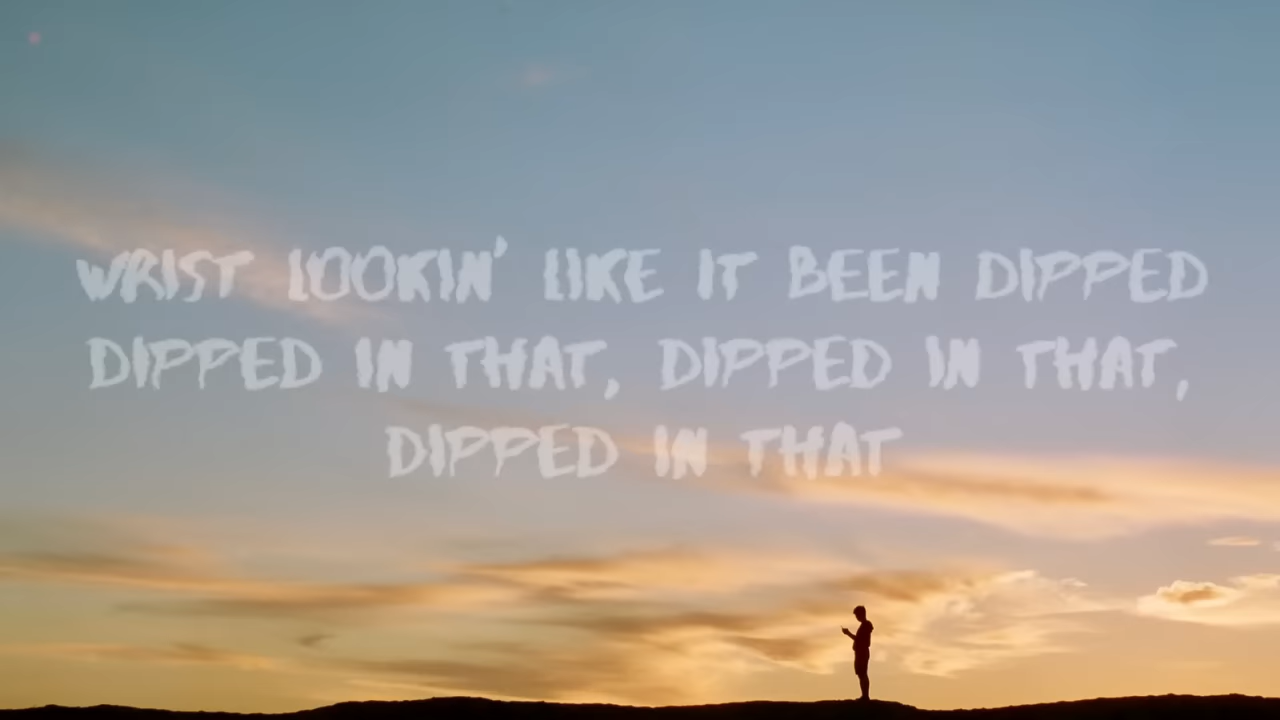 WRIST LOOKIN' LIKE IT BEEN DIPPED
DIPPED IN THAT, DIPPED IN THAT,
DIPPED IN THAT